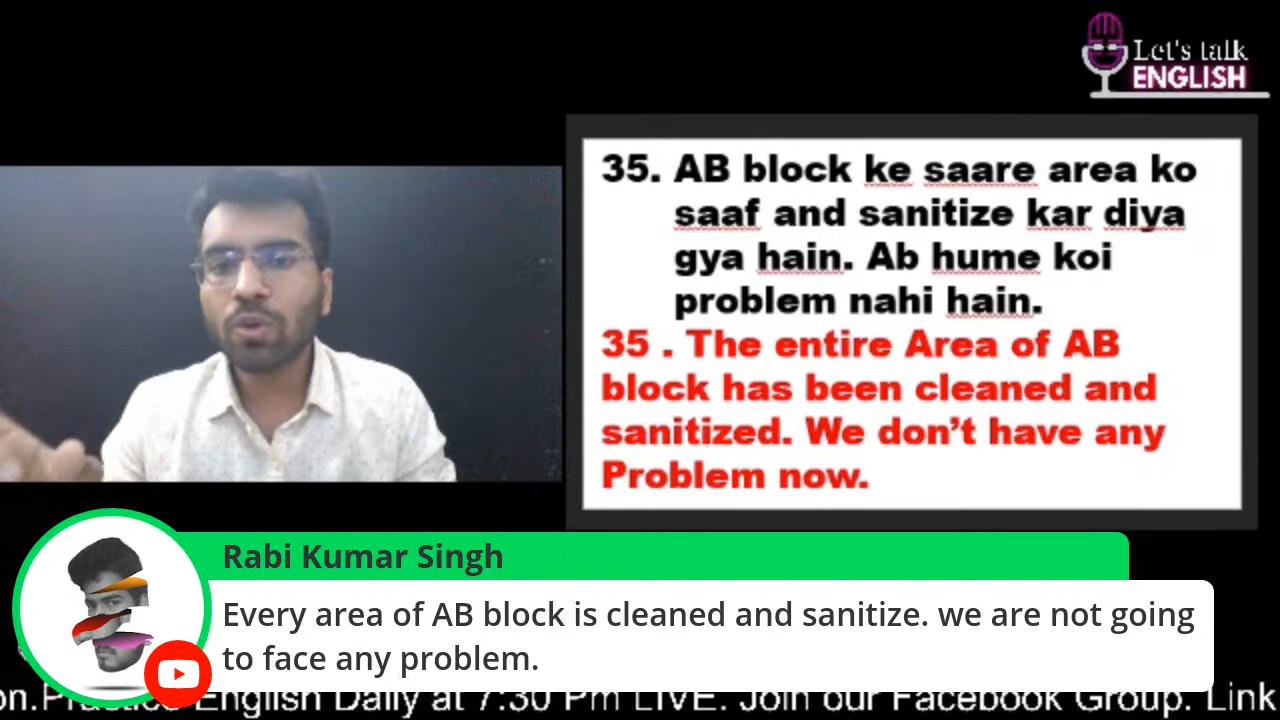 Let's talk
ENGLISH
35. AB block ke saare area ko
saaf and sanitize kar diya
gya hain. Ab hume koi
problem nahi hain.
35 . The entire Area of AB
block has been cleaned and
sanitized. We don’t have any
Problem now.
Rabi Kumar Singh
Every area of AB block is cleaned and sanitize. we are not going
to face any problem.
on.Practice English Daily at 7:30 Pm LIVE. Join our Facebook Group. Link